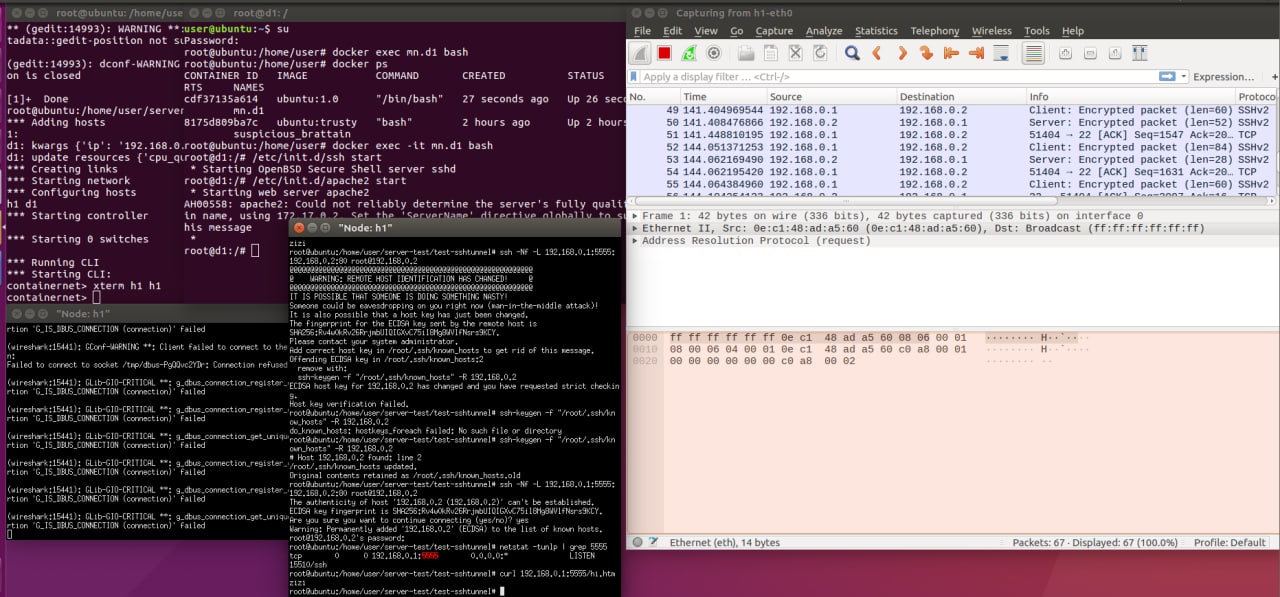 root@ubuntu: /home/use
** (gedit:14993): WARNING **:
tadata::gedit-position not su
(gedit:14993): dconf-WARNING
on is closed
[1]+  Done
root@ubuntu:/home/user/server
*** Adding hosts
1:
d1: kwargs {'ip': '192.168.0.
d1: update resources {'cpu_qu
*** Creating links
*** Starting network
*** Configuring hosts
h1 d1
*** Starting controller
*** Starting 0 switches
*** Running CLI
*** Starting CLI:
containernet> xterm h1 h1
containernet>
root@d1: /
user@ubuntu:~$ su
Password:
root@ubuntu:/home/user# docker exec mn.d1 bash
root@ubuntu:/home/user# docker ps
CONTAINER ID   IMAGE   COMMAND   CREATED   STATUS
RTS   NAMES
cdf37135a614   ubuntu:1.0   "/bin/bash"   27 seconds ago   Up 26 sec
mn.d1
8175d809ba7c   ubuntu:trusty   "bash"   2 hours ago   Up 2 hours
suspicious_brattain
root@ubuntu:/home/user# docker exec -it mn.d1 bash
root@d1:/# /etc/init.d/ssh start
* Starting OpenBSD Secure Shell server sshd
root@d1:/# /etc/init.d/apache2 start
* Starting web server apache2
AH00558: apache2: Could not reliably determine the server's fully qualif
in name, using 172.17.0.2. Set the 'ServerName' directive globally to su
his message
*
root@d1:/#
"Node: h1"
rtion 'G_IS_DBUS_CONNECTION (connection)' failed
(wireshark:15441): GConf-WARNING **: Client failed to connect to the
n:
Failed to connect to socket /tmp/dbus-PgQQvc2YDr: Connection refused
(wireshark:15441): GLib-GIO-CRITICAL **: g_dbus_connection_register_
rtion 'G_IS_DBUS_CONNECTION (connection)' failed
(wireshark:15441): GLib-GIO-CRITICAL **: g_dbus_connection_register_
rtion 'G_IS_DBUS_CONNECTION (connection)' failed
(wireshark:15441): GLib-GIO-CRITICAL **: g_dbus_connection_get_uniqu
rtion 'G_IS_DBUS_CONNECTION (connection)' failed
(wireshark:15441): GLib-GIO-CRITICAL **: g_dbus_connection_register_
rtion 'G_IS_DBUS_CONNECTION (connection)' failed
(wireshark:15441): GLib-GIO-CRITICAL **: g_dbus_connection_register_
rtion 'G_IS_DBUS_CONNECTION (connection)' failed
(wireshark:15441): GLib-GIO-CRITICAL **: g_dbus_connection_get_uniqu
rtion 'G_IS_DBUS_CONNECTION (connection)' failed
"Node: h1"
zizi
root@ubuntu:/home/user/server-test/test-sshtunnel# ssh -Nf -L 192.168.0.1:5555:
192.168.0.2:80 root@192.168.0.2
@@@@@@@@@@@@@@@@@@@@@@@@@@@@@@@@@@@@@@@@@@@@@@@@@@@@@@@@@@@
@    WARNING: REMOTE HOST IDENTIFICATION HAS CHANGED!     @
@@@@@@@@@@@@@@@@@@@@@@@@@@@@@@@@@@@@@@@@@@@@@@@@@@@@@@@@@@@
IT IS POSSIBLE THAT SOMEONE IS DOING SOMETHING NASTY!
Someone could be eavesdropping on you right now (man-in-the-middle attack)!
It is also possible that a host key has just been changed.
The fingerprint for the ECDSA key sent by the remote host is
SHA256:Rv4wOkRv26RrjmbUIQIGXvC75il8Mg8WVlfNsrs9KCY.
Please contact your system administrator.
Add correct host key in /root/.ssh/known_hosts to get rid of this message.
Offending ECDSA key in /root/.ssh/known_hosts:2
remove with:
ssh-keygen -f "/root/.ssh/known_hosts" -R 192.168.0.2
ECDSA host key for 192.168.0.2 has changed and you have requested strict checkin
g.
Host key verification failed.
root@ubuntu:/home/user/server-test/test-sshtunnel# ssh-keygen -f "/root/.ssh/kn
ow_hosts" -R 192.168.0.2
do_known_hosts: hostkeys_foreach failed: No such file or directory
root@ubuntu:/home/user/server-test/test-sshtunnel# ssh-keygen -f "/root/.ssh/kn
own_hosts" -R 192.168.0.2
# Host 192.168.0.2 found: line 2
/root/.ssh/known_hosts updated.
Original contents retained as /root/.ssh/known_hosts.old
root@ubuntu:/home/user/server-test/test-sshtunnel# ssh -Nf -L 192.168.0.1:5555:
192.168.0.2:80 root@192.168.0.2
The authenticity of host '192.168.0.2 (192.168.0.2)' can't be established.
ECDSA key fingerprint is SHA256:Rv4wOkRv26RrjmbUIQIGXvC75il8Mg8WVlfNsrs9KCY.
Are you sure you want to continue connecting (yes/no)? yes
Warning: Permanently added '192.168.0.2' (ECDSA) to the list of known hosts.
root@192.168.0.2's password:
root@ubuntu:/home/user/server-test/test-sshtunnel# netstat -tunlp | grep 5555
tcp   0   0 192.168.0.1:5555   0.0.0.0:*   LISTEN
15510/ssh
root@ubuntu:/home/user/server-test/test-sshtunnel# curl 192.168.0.1:5555/hi.htm
zizi
root@ubuntu:/home/user/server-test/test-sshtunnel#
Capturing from h1-eth0
File Edit View Go Capture Analyze Statistics Telephony Wireless Tools Help
Apply a display filter ... <Ctrl-/>   Expression...   +
No.   Time   Source   Destination   Info   Protoco
49 141.404969544 192.168.0.1   192.168.0.2   Client: Encrypted packet (len=60) SSHv2
50 141.408476866 192.168.0.2   192.168.0.1   Server: Encrypted packet (len=52) SSHv2
51 141.448810195 192.168.0.1   192.168.0.2   51404 → 22 [ACK] Seq=1547 Ack=20… TCP
52 144.051371253 192.168.0.1   192.168.0.2   Client: Encrypted packet (len=84) SSHv2
53 144.062169490 192.168.0.2   192.168.0.1   Server: Encrypted packet (len=28) SSHv2
54 144.062195420 192.168.0.1   192.168.0.2   51404 → 22 [ACK] Seq=1631 Ack=20… TCP
55 144.064384960 192.168.0.1   192.168.0.2   Client: Encrypted packet (len=60) SSHv2
Frame 1: 42 bytes on wire (336 bits), 42 bytes captured (336 bits) on interface 0
Ethernet II, Src: 0e:c1:48:ad:a5:60 (0e:c1:48:ad:a5:60), Dst: Broadcast (ff:ff:ff:ff:ff:ff)
Address Resolution Protocol (request)
0000   ff ff ff ff ff ff 0e c1  48 ad a5 60 08 06 00 01   ········ H··`····
0010   08 00 06 04 00 01 0e c1  48 ad a5 60 c0 a8 00 01   ········ H··`····
0020   00 00 00 00 00 00 c0 a8  00 02   ········ ··
Ethernet (eth), 14 bytes   Packets: 67 · Displayed: 67 (100.0%)   Profile: Default